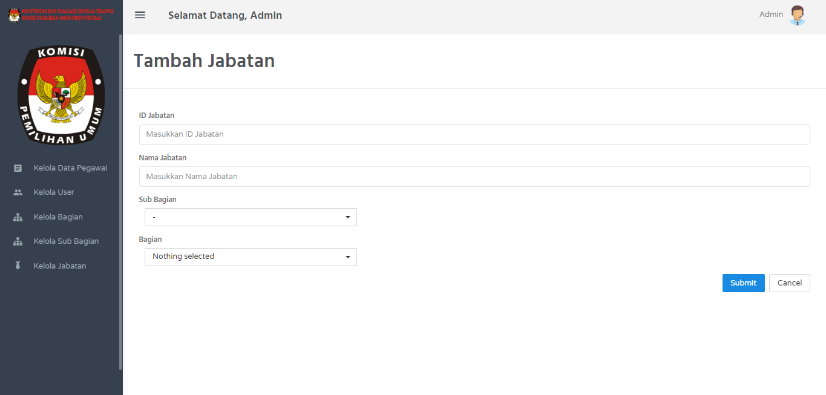 Selamat Datang, Admin
Admin
KOMISI
PEMILIHAN UMUM
Kelola Data Pegawai
Kelola User
Kelola Bagian
Kelola Sub Bagian
Kelola Jabatan
Tambah Jabatan
ID Jabatan
Masukkan ID Jabatan
Nama Jabatan
Masukkan Nama Jabatan
Sub Bagian
-
Bagian
Nothing selected
Submit
Cancel